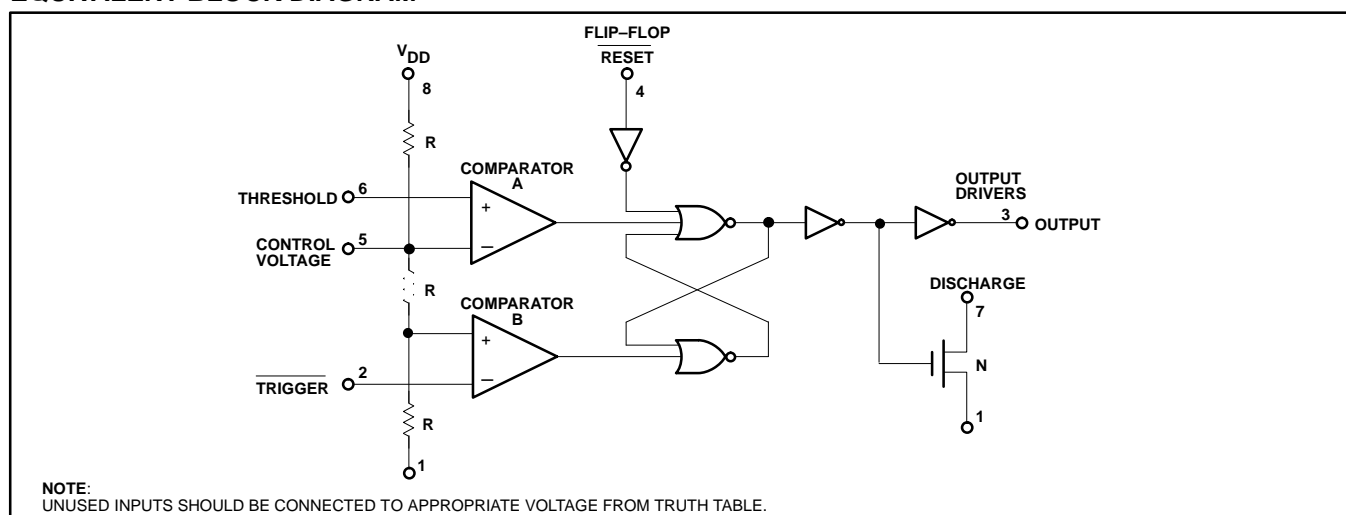 V
DD
8
FLIP–FLOP
RESET
4
R
COMPARATOR
A
THRESHOLD
6
+
CONTROL
VOLTAGE
5
–
R
COMPARATOR
B
+
TRIGGER
2
–
R
1
OUTPUT
DRIVERS
3
OUTPUT
DISCHARGE
7
N
1
NOTE:
UNUSED INPUTS SHOULD BE CONNECTED TO APPROPRIATE VOLTAGE FROM TRUTH TABLE.